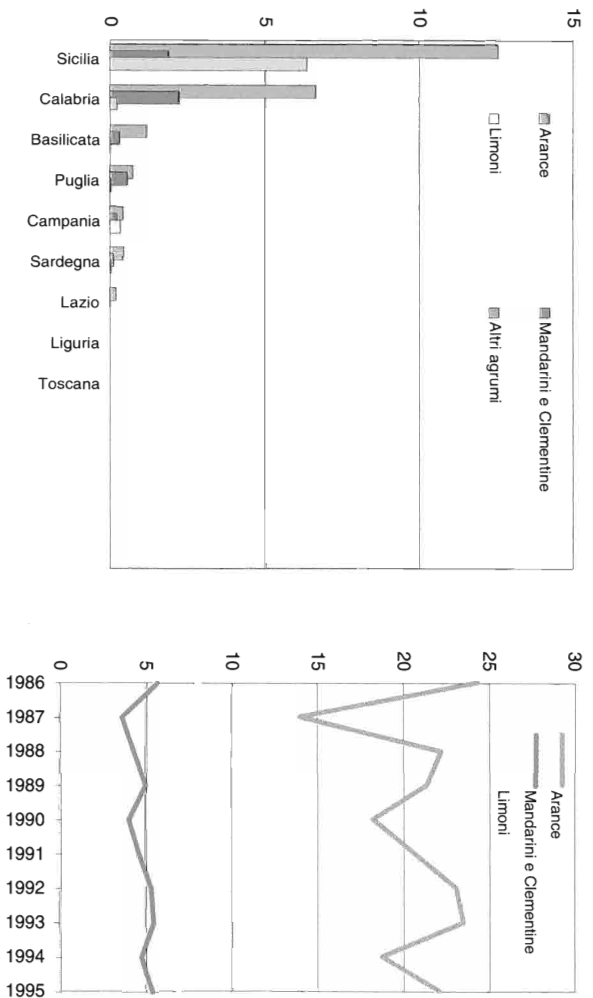 15
10
5
0
Arance
Mandarini e Clementine
Limoni
Altri agrumi
Sicilia
Calabria
Basilicata
Puglia
Campania
Sardegna
Lazio
Liguria
Toscana
30
25
20
15
10
5
0
Arance
Mandarini e Clementine
Limoni
1986
1987
1988
1989
1990
1991
1992
1993
1994
1995